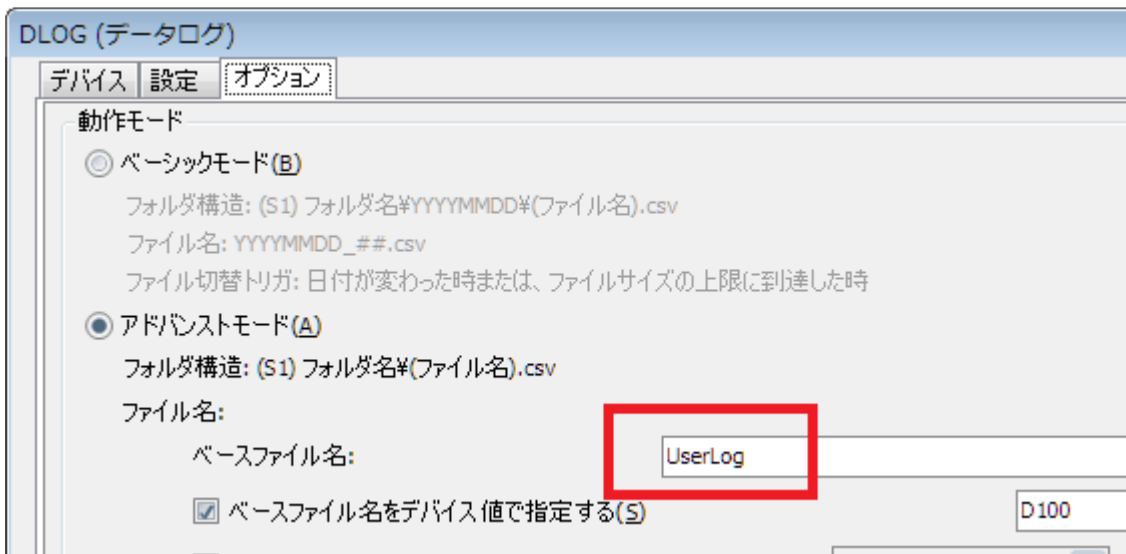 DLOG (データログ)
デバイス 設定 オプション
動作モード
ベーシックモード(B)
フォルダ構造: (S1) フォルダ名¥YYYYMMDD¥(ファイル名).csv
ファイル名: YYYYMMDD_##.csv
ファイル切替トリガ: 日付が変わった時または、ファイルサイズの上限に到達した時
アドバンストモード(A)
フォルダ構造: (S1) フォルダ名¥(ファイル名).csv
ファイル名:
ベースファイル名: UserLog
ベースファイル名をデバイス値で指定する(S) D100